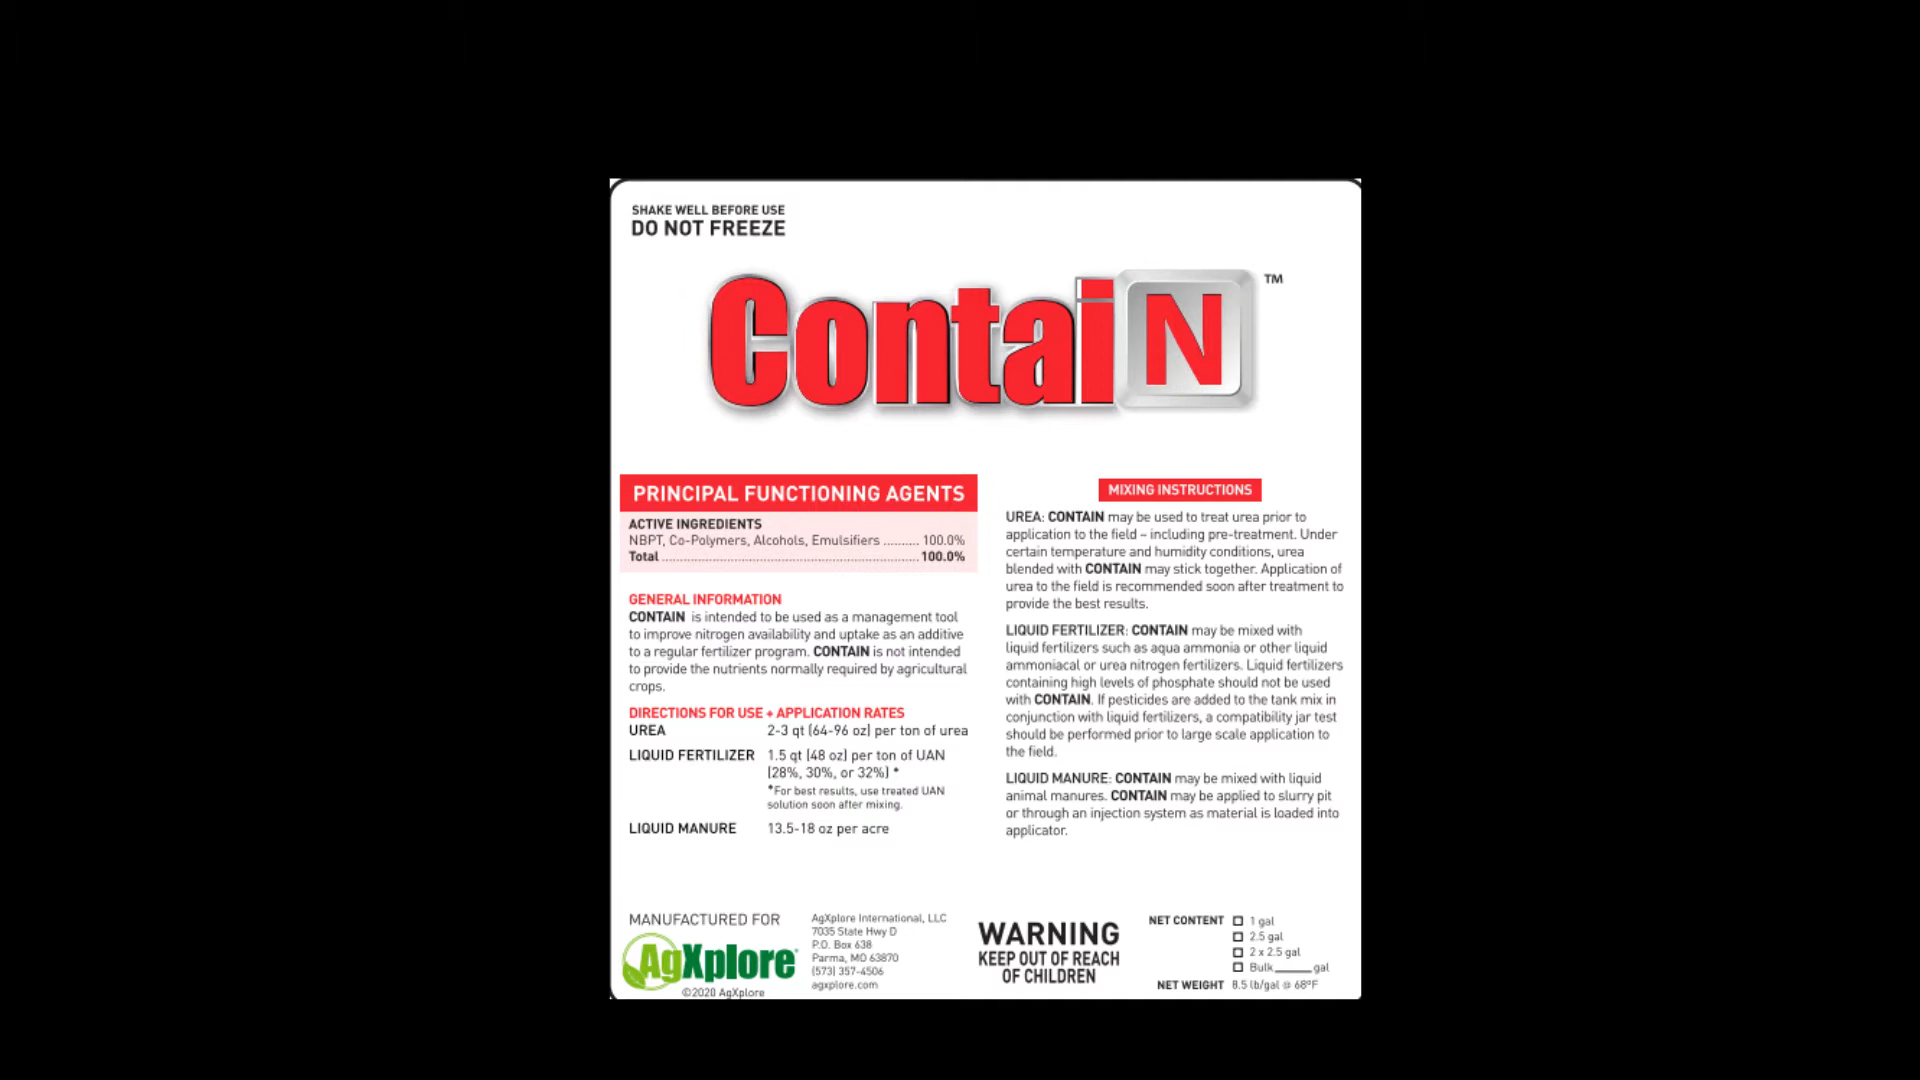 SHAKE WELL BEFORE USE
DO NOT FREEZE
ContaiN™
PRINCIPAL FUNCTIONING AGENTS
ACTIVE INGREDIENTS
NBPT, Co-Polymers, Alcohols, Emulsifiers .......... 100.0%
Total ........................................................................ 100.0%
GENERAL INFORMATION
CONTAIN is intended to be used as a management tool
to improve nitrogen availability and uptake as an additive
to a regular fertilizer program. CONTAIN is not intended
to provide the nutrients normally required by agricultural
crops.
DIRECTIONS FOR USE + APPLICATION RATES
UREA 2-3 qt (64-96 oz) per ton of urea
LIQUID FERTILIZER 1.5 qt (48 oz) per ton of UAN
(28%, 30%, or 32%) *
*For best results, use treated UAN
solution soon after mixing.
LIQUID MANURE 13.5-18 oz per acre
MIXING INSTRUCTIONS
UREA: CONTAIN may be used to treat urea prior to
application to the field – including pre-treatment. Under
certain temperature and humidity conditions, urea
blended with CONTAIN may stick together. Application of
urea to the field is recommended soon after treatment to
provide the best results.
LIQUID FERTILIZER: CONTAIN may be mixed with
liquid fertilizers such as aqua ammonia or other liquid
ammoniacal or urea nitrogen fertilizers. Liquid fertilizers
containing high levels of phosphate should not be used
with CONTAIN. If pesticides are added to the tank mix in
conjunction with liquid fertilizers, a compatibility jar test
should be performed prior to large scale application to
the field.
LIQUID MANURE: CONTAIN may be mixed with liquid
animal manures. CONTAIN may be applied to slurry pit
or through an injection system as material is loaded into
applicator.
MANUFACTURED FOR
AgXplore
©2020 AgXplore
AgXplore International, LLC
7035 State Hwy D
P.O. Box 638
Parma, MO 63870
(573) 357-4506
agxplore.com
WARNING
KEEP OUT OF REACH
OF CHILDREN
NET CONTENT ☐ 1 gal
☐ 2.5 gal
☐ 2 x 2.5 gal
☐ Bulk______gal
NET WEIGHT 8.5 lb/gal @ 68°F